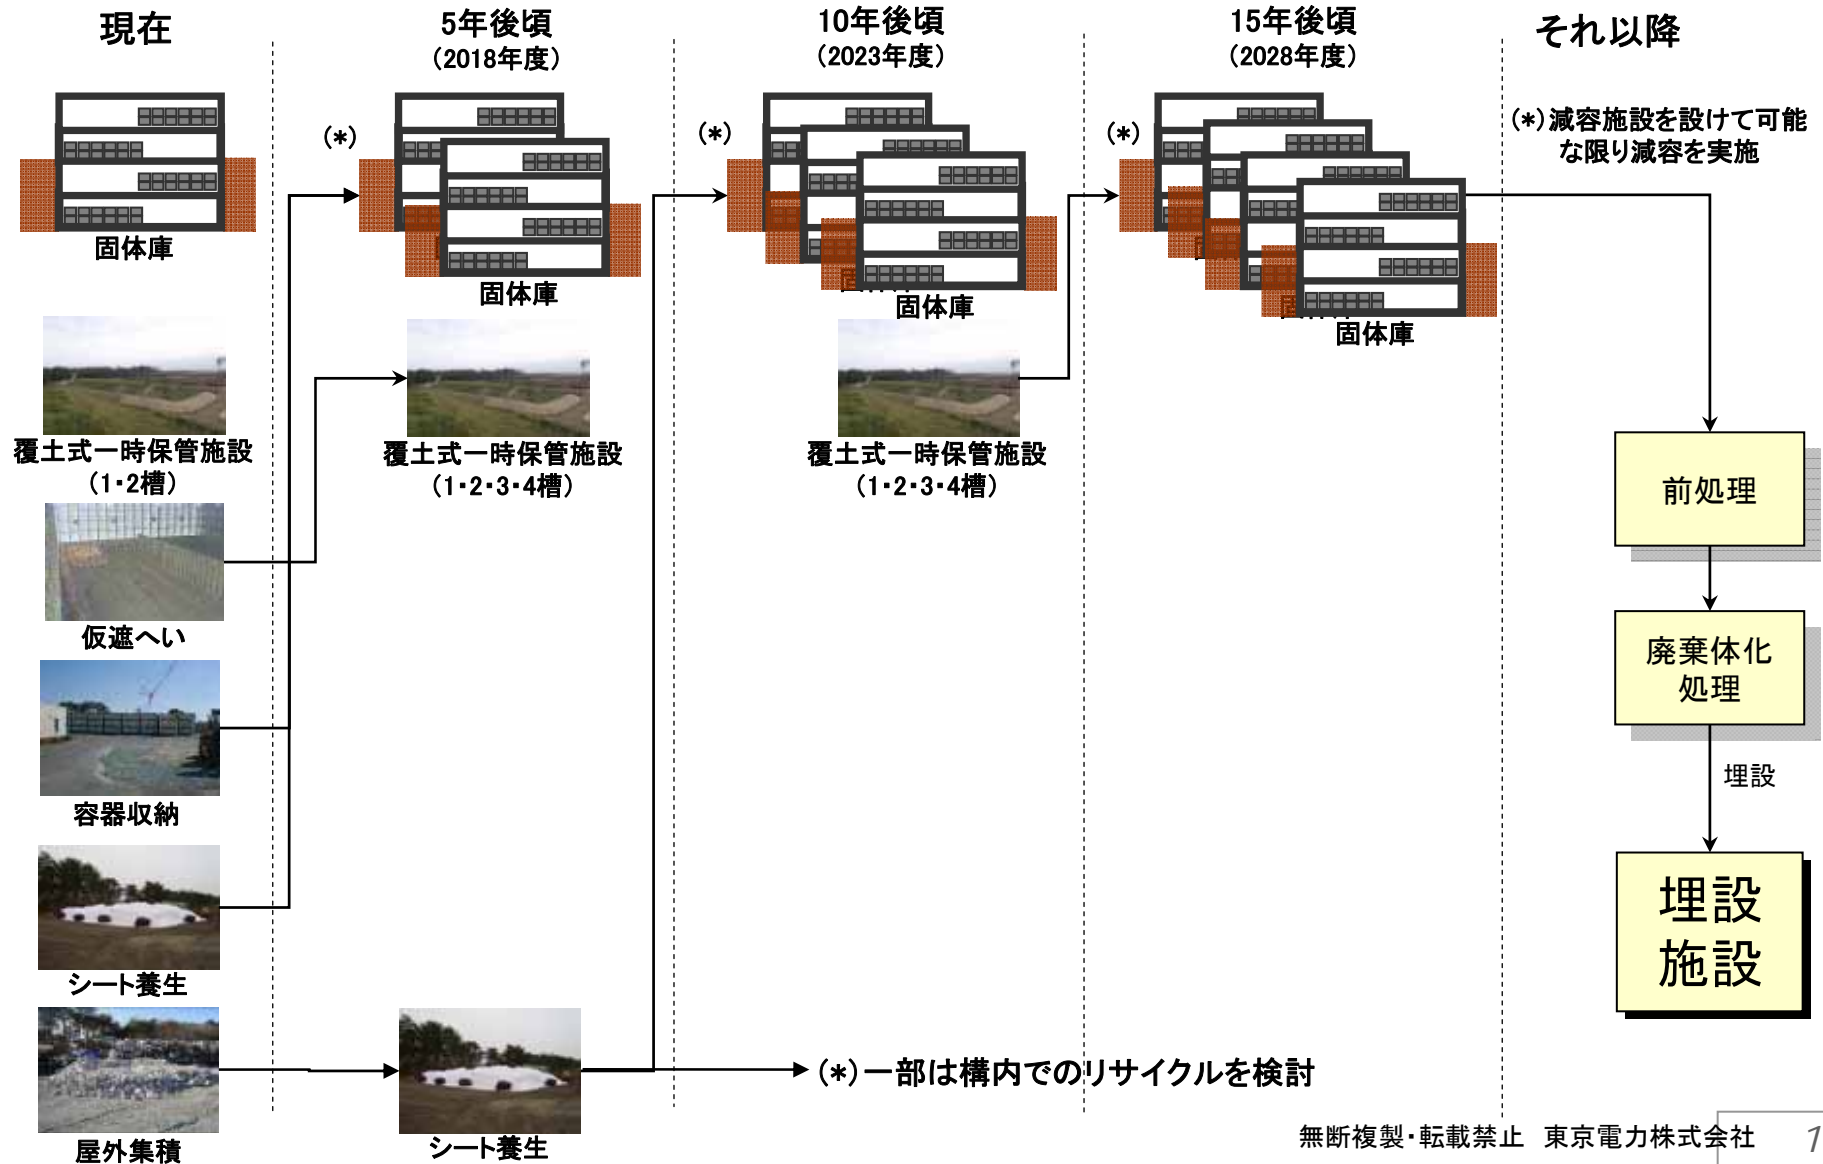 現在
5年後頃
(2018年度)
10年後頃
(2023年度)
15年後頃
(2028年度)
それ以降
(*)
(*)
(*)
(*)減容施設を設けて可能
な限り減容を実施
固体庫
固体庫
固体庫
固体庫
覆土式一時保管施設
(1・2槽)
覆土式一時保管施設
(1・2・3・4槽)
覆土式一時保管施設
(1・2・3・4槽)
前処理
仮遮へい
廃棄体化
処理
埋設
容器収納
埋設
施設
シート養生
(*)一部は構内でのリサイクルを検討
屋外集積
シート養生
無断複製・転載禁止 東京電力株式会社
1